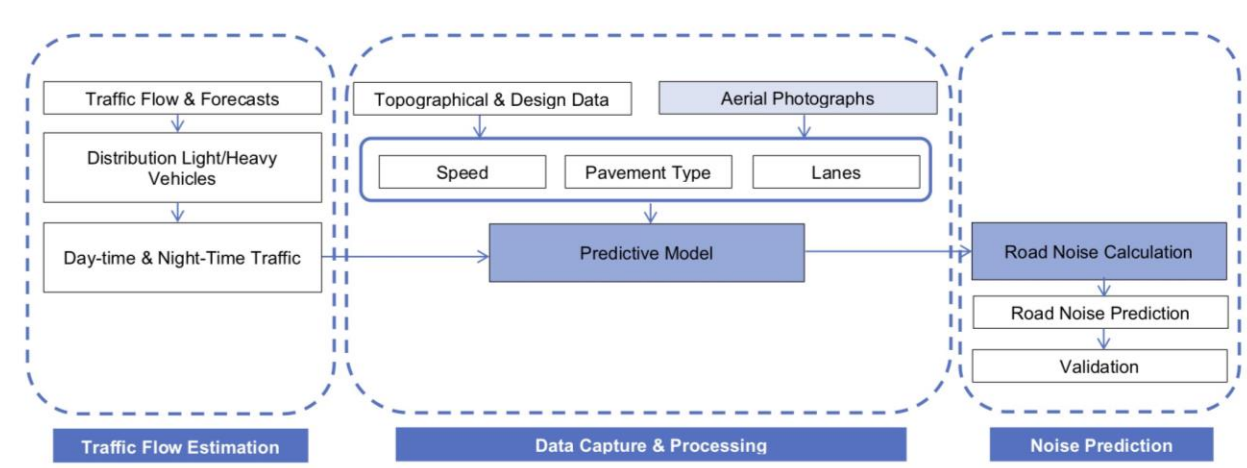 Traffic Flow & Forecasts
Distribution Light/Heavy
Vehicles
Day-time & Night-Time Traffic
Traffic Flow Estimation
Topographical & Design Data
Aerial Photographs
Speed
Pavement Type
Lanes
Predictive Model
Data Capture & Processing
Road Noise Calculation
Road Noise Prediction
Validation
Noise Prediction